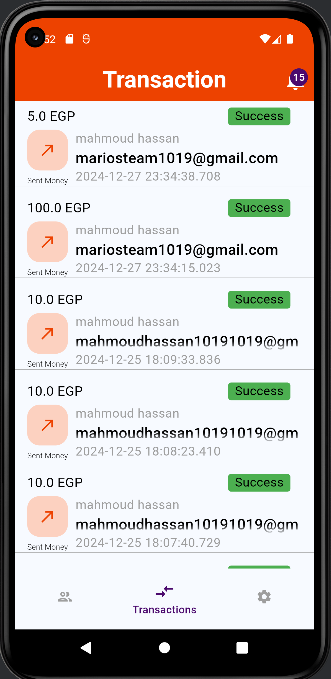 52
Transaction
15
5.0 EGP
Success
mahmoud hassan
mariosteam1019@gmail.com
Sent Money
2024-12-27 23:34:38.708
100.0 EGP
Success
mahmoud hassan
mariosteam1019@gmail.com
Sent Money
2024-12-27 23:34:15.023
10.0 EGP
Success
mahmoud hassan
mahmoudhassan10191019@gm
Sent Money
2024-12-25 18:09:33.836
10.0 EGP
Success
mahmoud hassan
mahmoudhassan10191019@gm
Sent Money
2024-12-25 18:08:23.410
10.0 EGP
Success
mahmoud hassan
mahmoudhassan10191019@gm
Sent Money
2024-12-25 18:07:40.729
Transactions